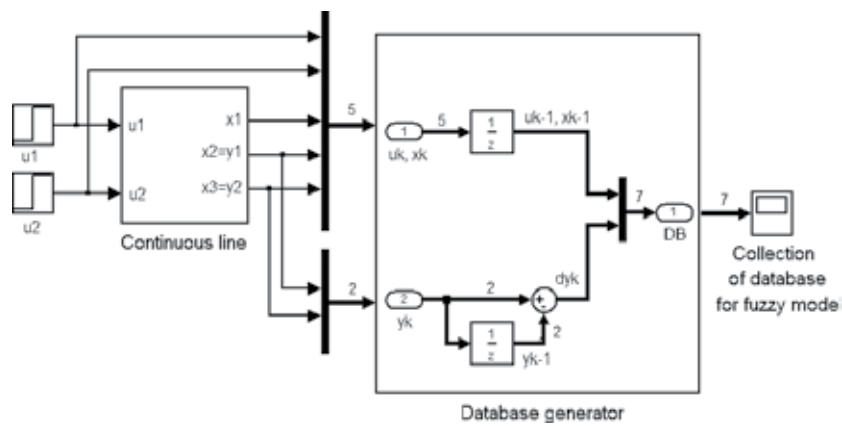 u1
u2
u1
u2
x1
x2=y1
x3=y2
Continuous line
5
2
1
uk, xk
5
1
z
uk-1, xk-1
2
yk
2
1
z
yk-1
+
-
2
dyk
7
1
DB
Database generator
7
Collection
of database
for fuzzy model